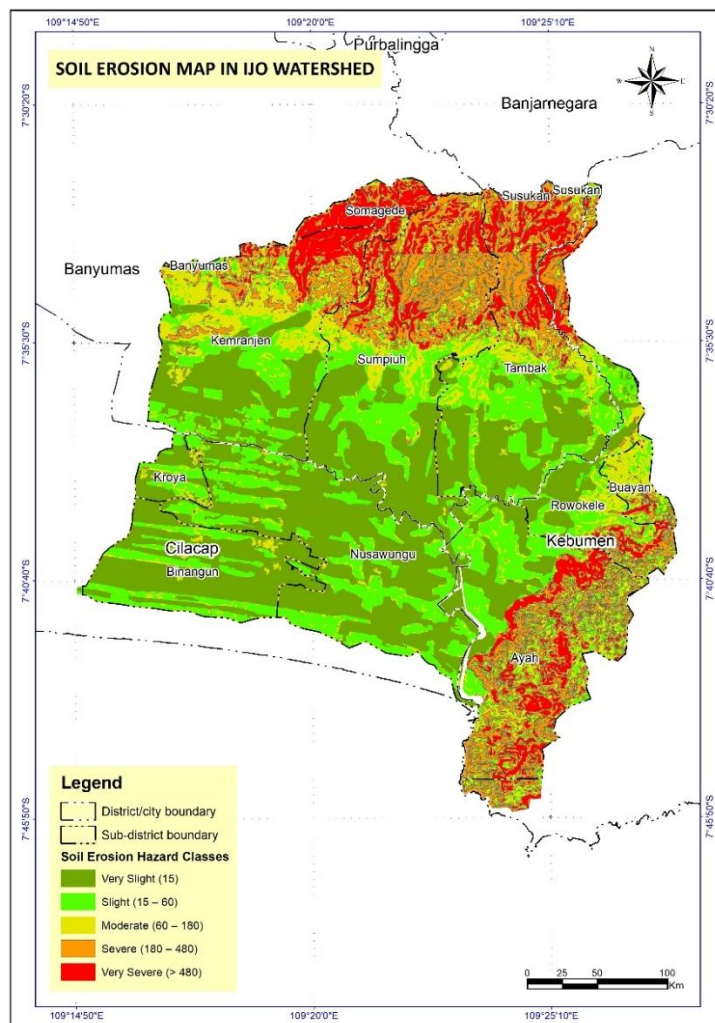 109°14'50"E
109°20'0"E
109°25'10"E
Purbalingga
SOIL EROSION MAP IN IJO WATERSHED
N
W
E
S
7°30'20"S
7°30'20"S
Banjarnegara
Susukan
Susukan
Somagede
Banyumas
Banyumas
7°35'30"S
7°35'30"S
Kemranjen
Sumpiuh
Tambak
Kroya
Buayan
Rowokele
Cilacap
Nusawungu
Kebumen
Binangun
7°40'40"S
7°40'40"S
Ayah
Legend
District/city boundary
Sub-district boundary
Soil Erosion Hazard Classes
Very Slight (15)
Slight (15 – 60)
Moderate (60 – 180)
Severe (180 – 480)
Very Severe (> 480)
7°45'50"S
7°45'50"S
0 25 50 100
Km
109°14'50"E
109°20'0"E
109°25'10"E